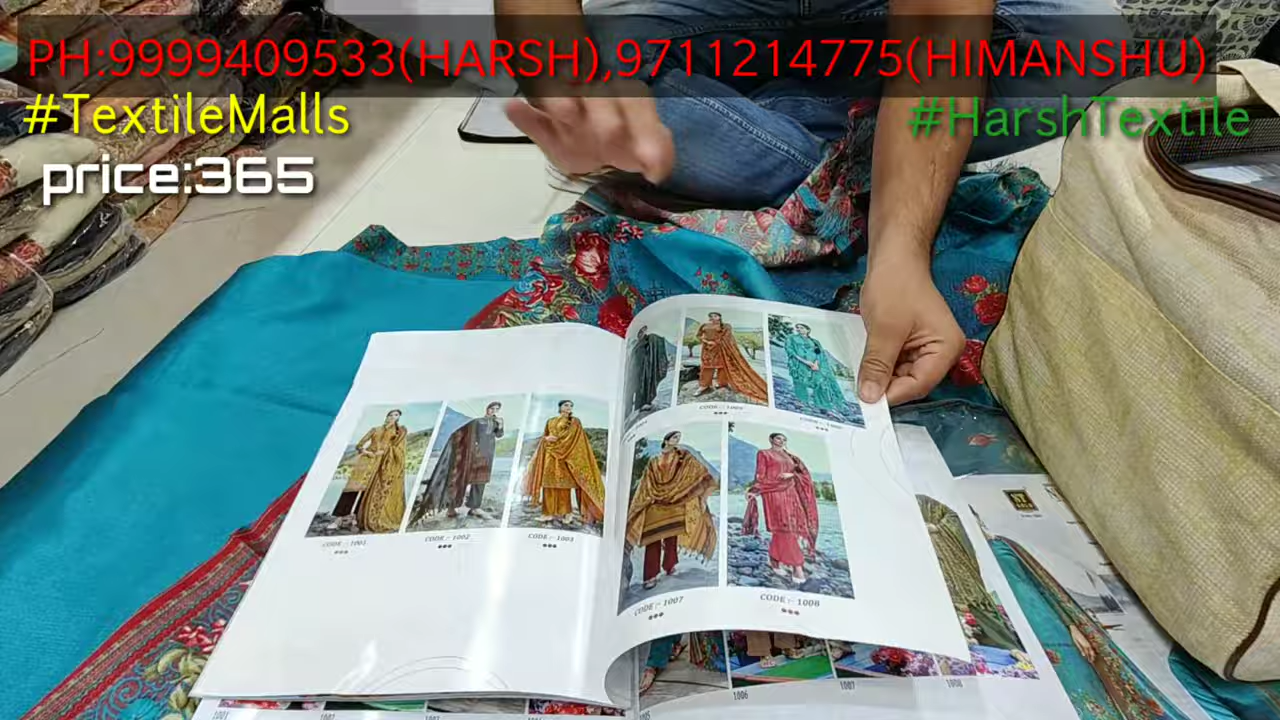 PH:9999409533(HARSH),9711214775(HIMANSHU)
#TextileMalls
#HarshTextile
price:365
CODE :- 1001
CODE :- 1002
CODE :- 1003
CODE :- 1007
CODE :- 1008
1006
1007
1008